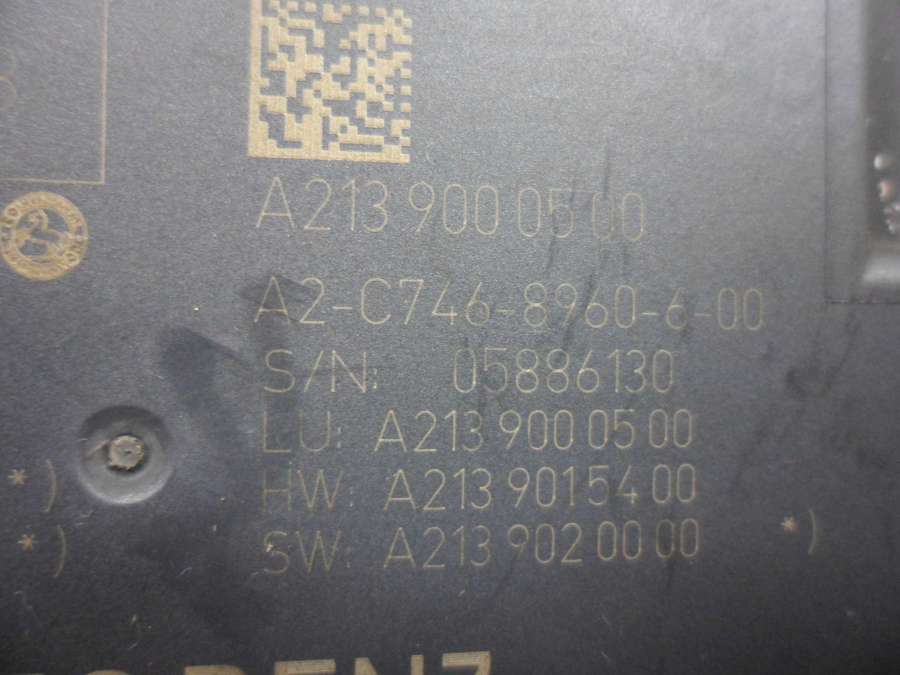 A213 900 05 00
A2-C746-8960-6-00
S/N: 05886130
LU: A213 900 05 00
*) HW: A213 901 54 00
*) SW: A213 902 00 00 *)